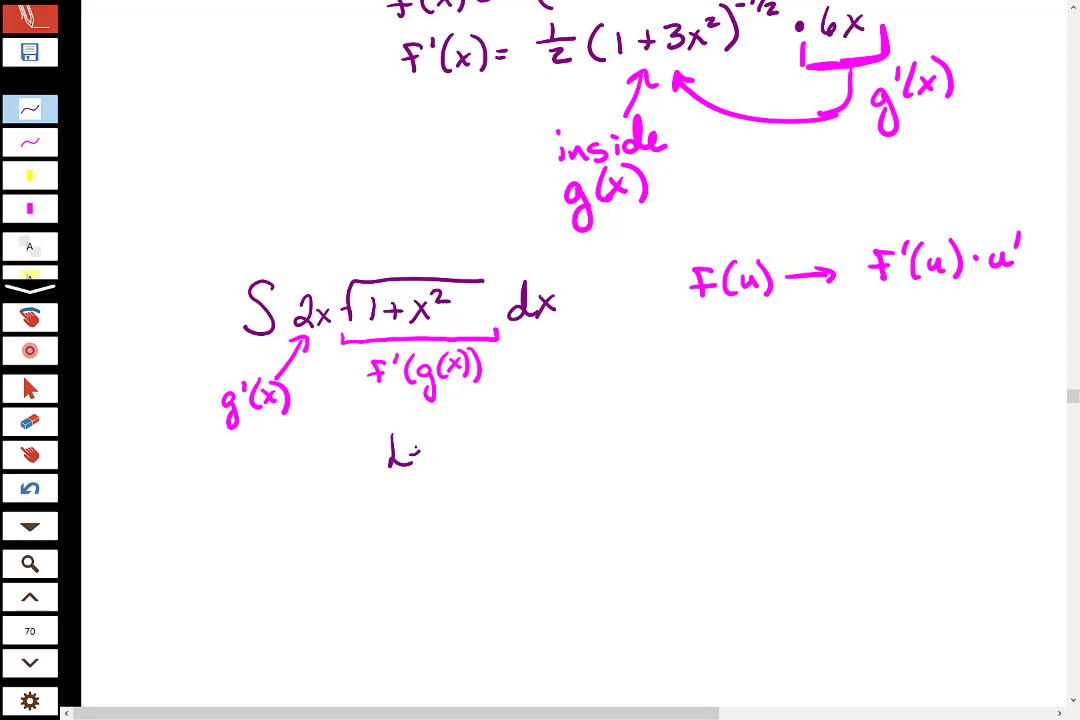 f'(x) = 1/2 (1 + 3x²)^(-1/2) · 6x
g'(x)
inside
g(x)
F(u) → F'(u) · u'
∫ 2x √(1 + x²) dx
g'(x)
F'(g(x))
A
70